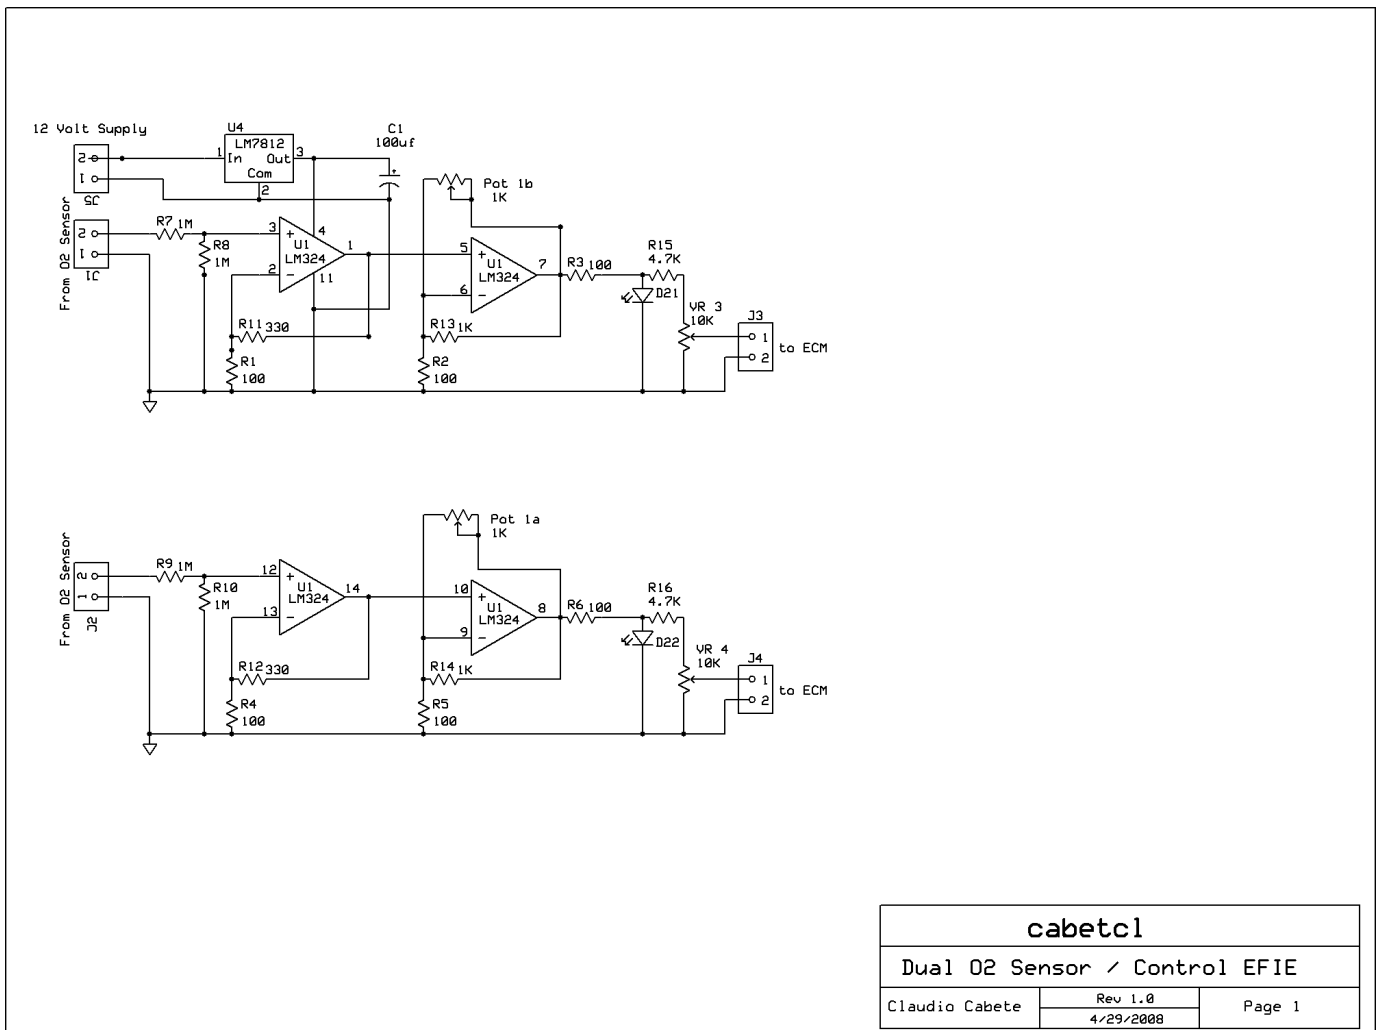 12 Volt Supply
U4
LM7812
1 In Out 3
Com
2
C1
100uf
+
2
1
J5
From O2 Sensor
2
1
J1
R7 1M
R8
1M
3
+
4
U1
LM324
1
2
-
11
R11 330
R1
100
Pot 1b
1K
5
+
U1
LM324
7
6
-
R13 1K
R2
100
R3 100
R15
4.7K
D21
VR 3
10K
J3
1
2
to ECM
From O2 Sensor
2
1
J2
R9 1M
R10
1M
12
+
U1
LM324
14
13
-
R12 330
R4
100
Pot 1a
1K
10
+
U1
LM324
8
9
-
R14 1K
R5
100
R6 100
R16
4.7K
D22
VR 4
10K
J4
1
2
to ECM
cabetcl
Dual O2 Sensor / Control EFIE
Claudio Cabete
Rev 1.0
4/29/2008
Page 1